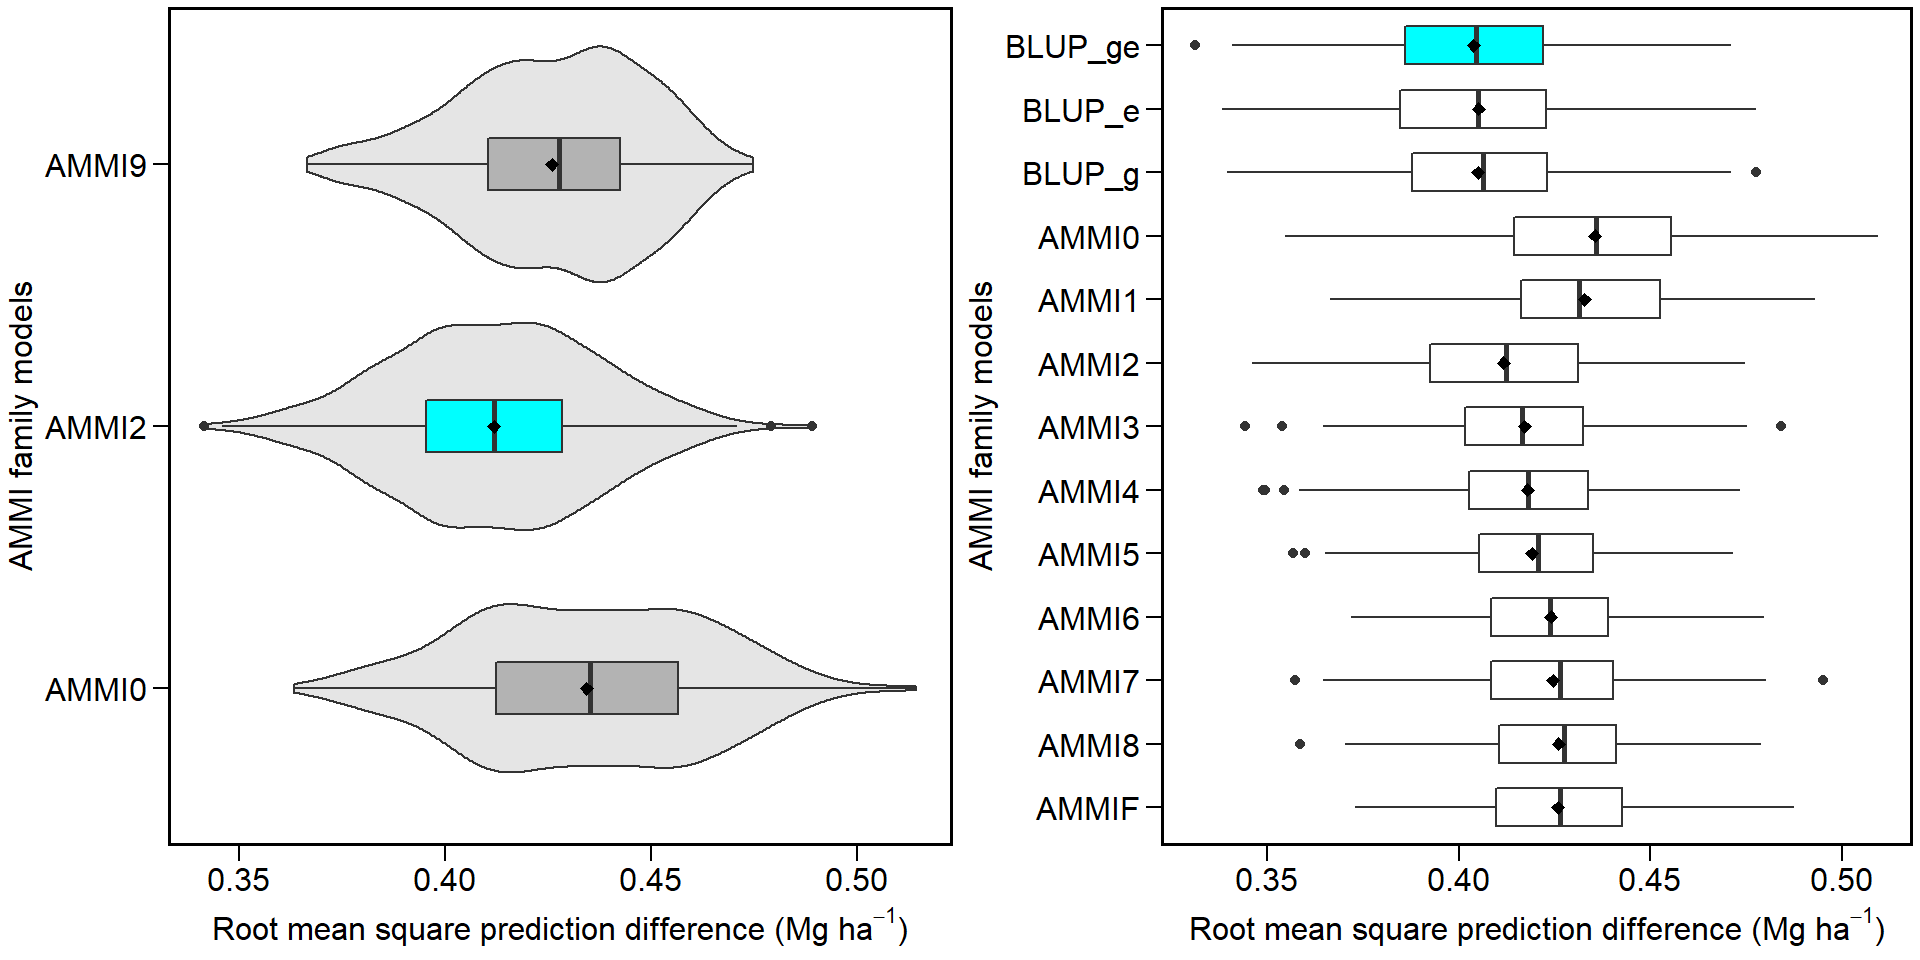 AMMI family models
AMMI9
AMMI2
AMMI0
0.35 0.40 0.45 0.50
Root mean square prediction difference (Mg ha⁻¹)
AMMI family models
BLUP_ge
BLUP_e
BLUP_g
AMMI0
AMMI1
AMMI2
AMMI3
AMMI4
AMMI5
AMMI6
AMMI7
AMMI8
AMMIF
0.35 0.40 0.45 0.50
Root mean square prediction difference (Mg ha⁻¹)